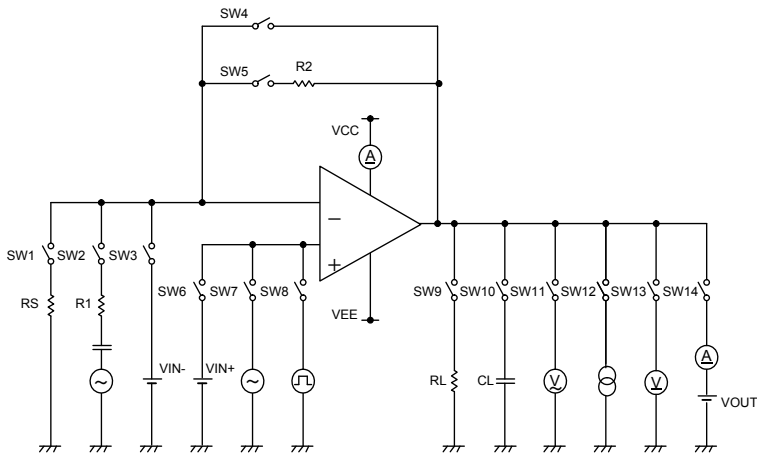 SW4
SW5
R2
VCC
A
−
+
SW1
SW2
SW3
SW6
SW7
SW8
VEE
SW9
SW10
SW11
SW12
SW13
SW14
RS
R1
VIN-
VIN+
RL
CL
V
V
A
VOUT